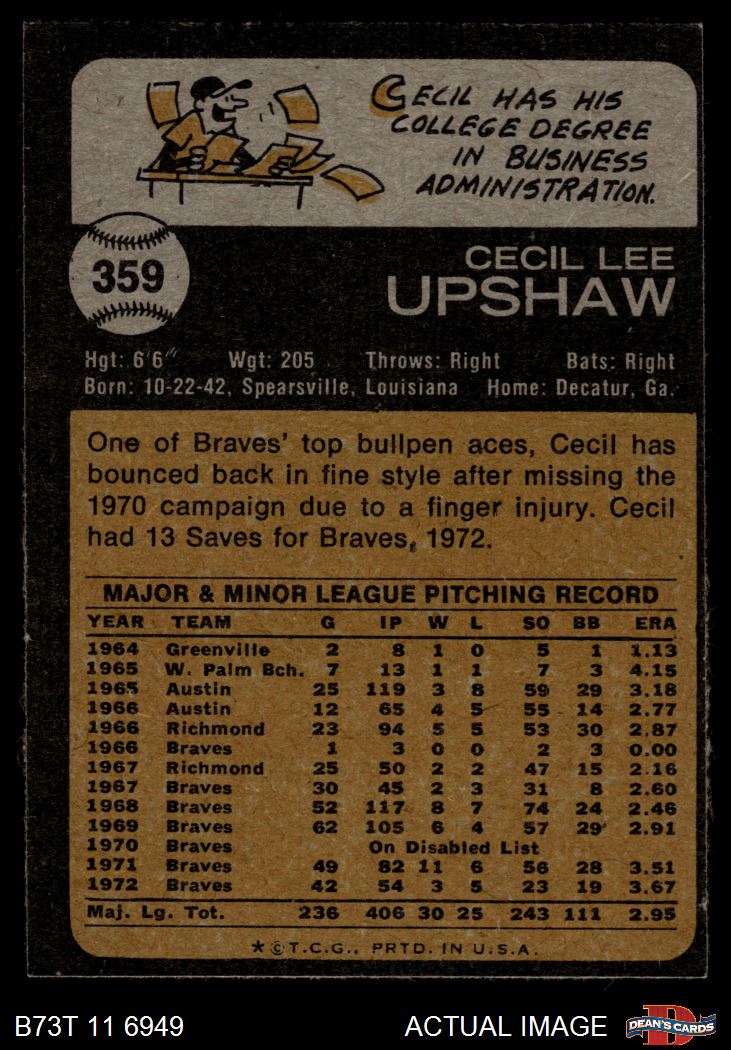 CECIL HAS HIS
COLLEGE DEGREE
IN BUSINESS
ADMINISTRATION.
359
CECIL LEE
UPSHAW
Hgt: 6'6" Wgt: 205 Throws: Right Bats: Right
Born: 10-22-42, Spearsville, Louisiana Home: Decatur, Ga.
One of Braves' top bullpen aces, Cecil has
bounced back in fine style after missing the
1970 campaign due to a finger injury. Cecil
had 13 Saves for Braves, 1972.
MAJOR & MINOR LEAGUE PITCHING RECORD
YEAR TEAM G IP W L SO BB ERA
1964 Greenville 2 8 1 0 5 1 1.13
1965 W. Palm Bch. 7 13 1 1 7 3 4.15
1965 Austin 25 119 3 8 59 29 3.18
1966 Austin 12 65 4 5 55 14 2.77
1966 Richmond 23 94 5 5 53 30 2.87
1966 Braves 1 3 0 0 2 3 0.00
1967 Richmond 25 50 2 2 47 15 2.16
1967 Braves 30 45 2 3 31 8 2.60
1968 Braves 52 117 8 7 74 24 2.46
1969 Braves 62 105 6 4 57 29 2.91
1970 Braves On Disabled List
1971 Braves 49 82 11 6 56 28 3.51
1972 Braves 42 54 3 5 23 19 3.67
Maj. Lg. Tot. 236 406 30 25 243 111 2.95
★ © T.C.G., PRTD. IN U.S.A.
B73T 11 6949 ACTUAL IMAGE DEAN'S CARDS